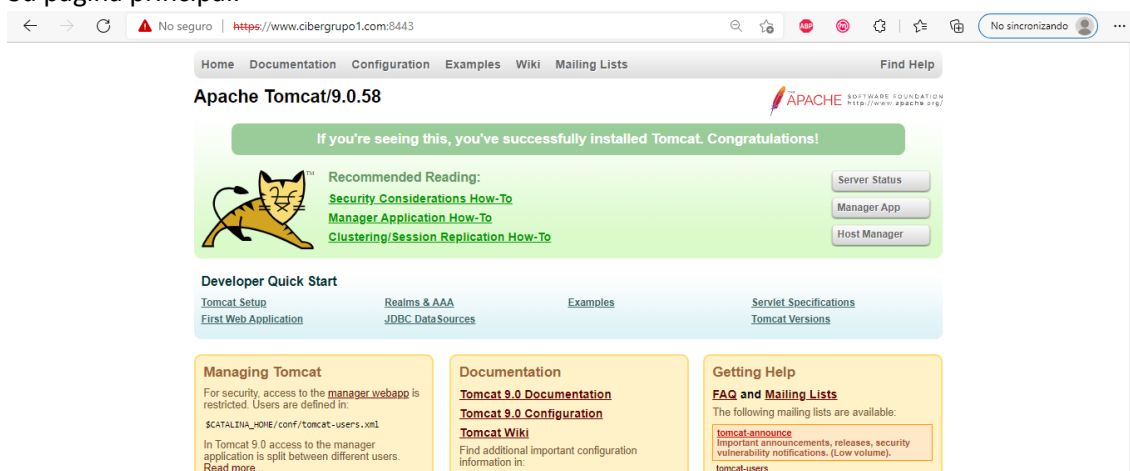 No seguro
https://www.cibergrupo1.com:8443
ABP
No sincronizando
Home Documentation Configuration Examples Wiki Mailing Lists Find Help
Apache Tomcat/9.0.58
THE APACHE SOFTWARE FOUNDATION
http://www.apache.org/
If you're seeing this, you've successfully installed Tomcat. Congratulations!
TM
Recommended Reading:
Security Considerations How-To
Manager Application How-To
Clustering/Session Replication How-To
Server Status
Manager App
Host Manager
Developer Quick Start
Tomcat Setup
First Web Application
Realms & AAA
JDBC DataSources
Examples
Servlet Specifications
Tomcat Versions
Managing Tomcat
For security, access to the manager webapp is
restricted. Users are defined in:
$CATALINA_HOME/conf/tomcat-users.xml
In Tomcat 9.0 access to the manager
application is split between different users.
Read more
Documentation
Tomcat 9.0 Documentation
Tomcat 9.0 Configuration
Tomcat Wiki
Find additional important configuration
information in:
Getting Help
FAQ and Mailing Lists
The following mailing lists are available:
tomcat-announce
Important announcements, releases, security
vulnerability notifications. (Low volume).
tomcat-users